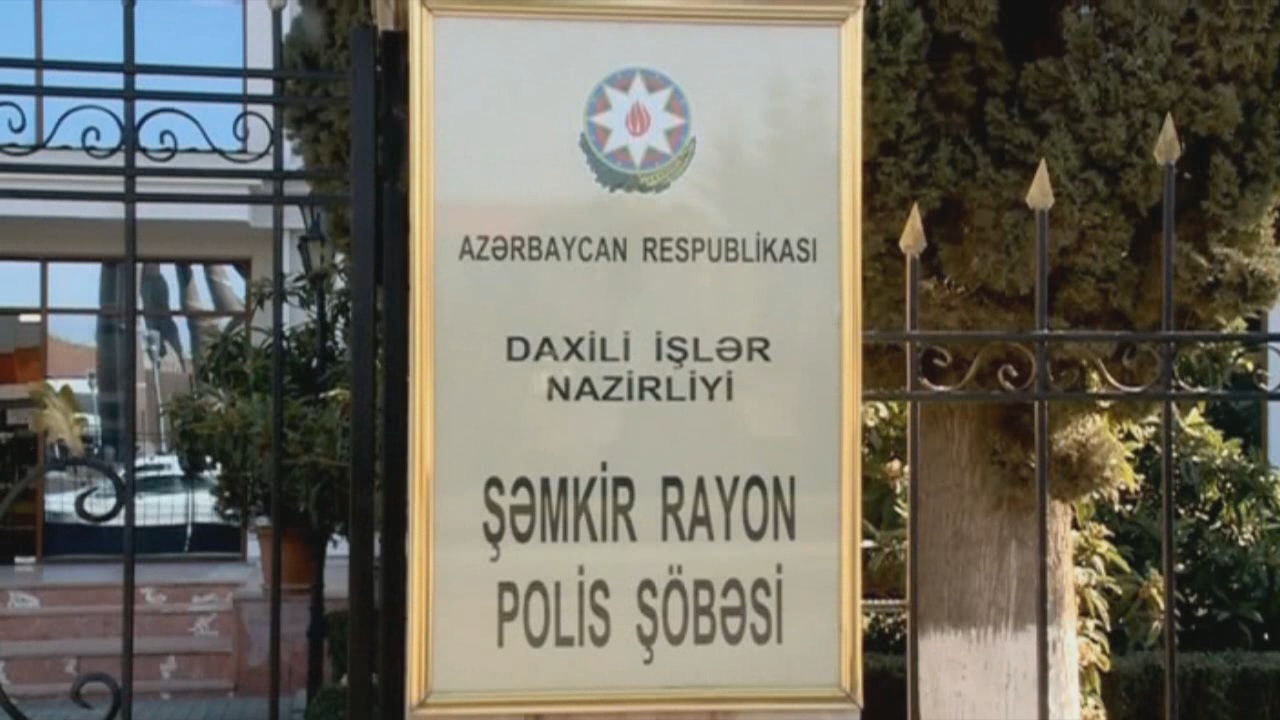 AZƏRBAYCAN RESPUBLİKASI
DAXİLİ İŞLƏR
NAZİRLİYİ
ŞƏMKİR RAYON
POLİS ŞÖBƏSİ